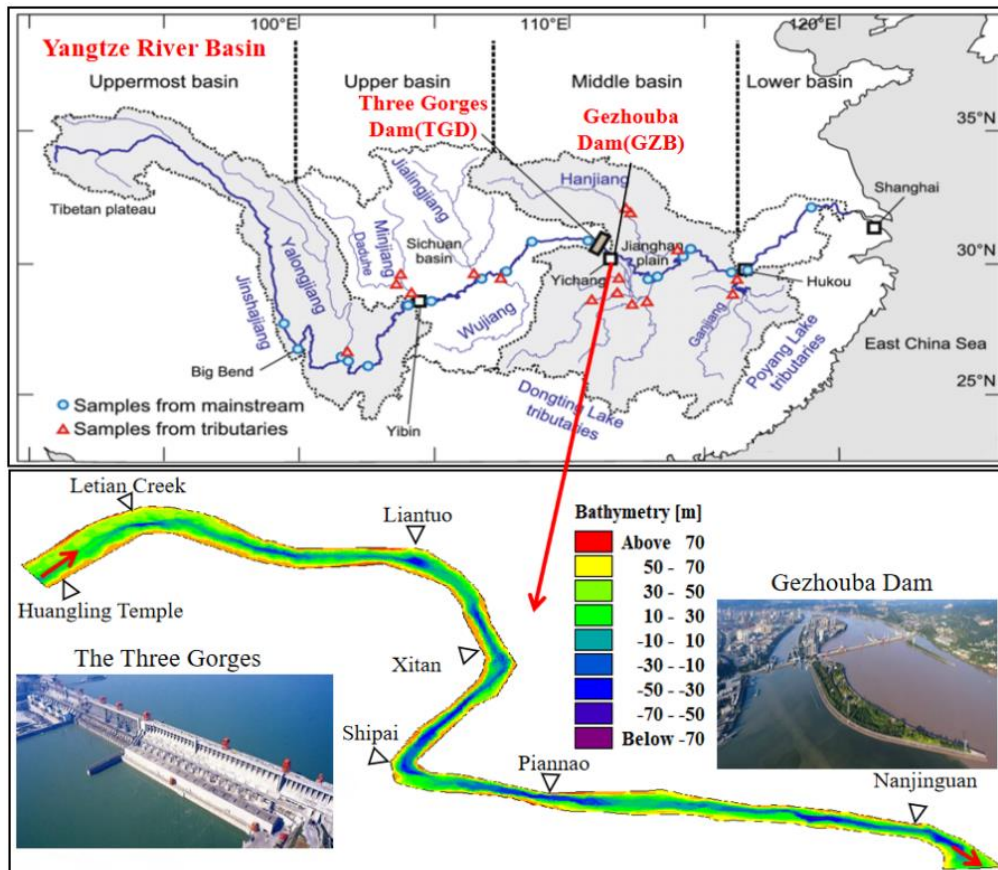 100°E
110°E
120°E
Yangtze River Basin
Uppermost basin
Upper basin
Middle basin
Lower basin
Three Gorges
Dam(TGD)
Gezhouba
Dam(GZB)
35°N
Tibetan plateau
Jialingjiang
Hanjiang
Shanghai
Minjiang
Daduhe
Sichuan
basin
Yalongjiang
Jinshajiang
Jianghan
plain
30°N
Yichang
Hukou
Wujiang
Ganjiang
Poyang Lake
tributaries
East China Sea
Big Bend
Dongting Lake
tributaries
25°N
Samples from mainstream
Samples from tributaries
Yibin
Letian Creek
Liantuo
Bathymetry [m]
Above 70
50 - 70
30 - 50
10 - 30
-10 - 10
-30 - -10
-50 - -30
-70 - -50
Below -70
Gezhouba Dam
Huangling Temple
The Three Gorges
Xitan
Shipai
Piannao
Nanjinguan